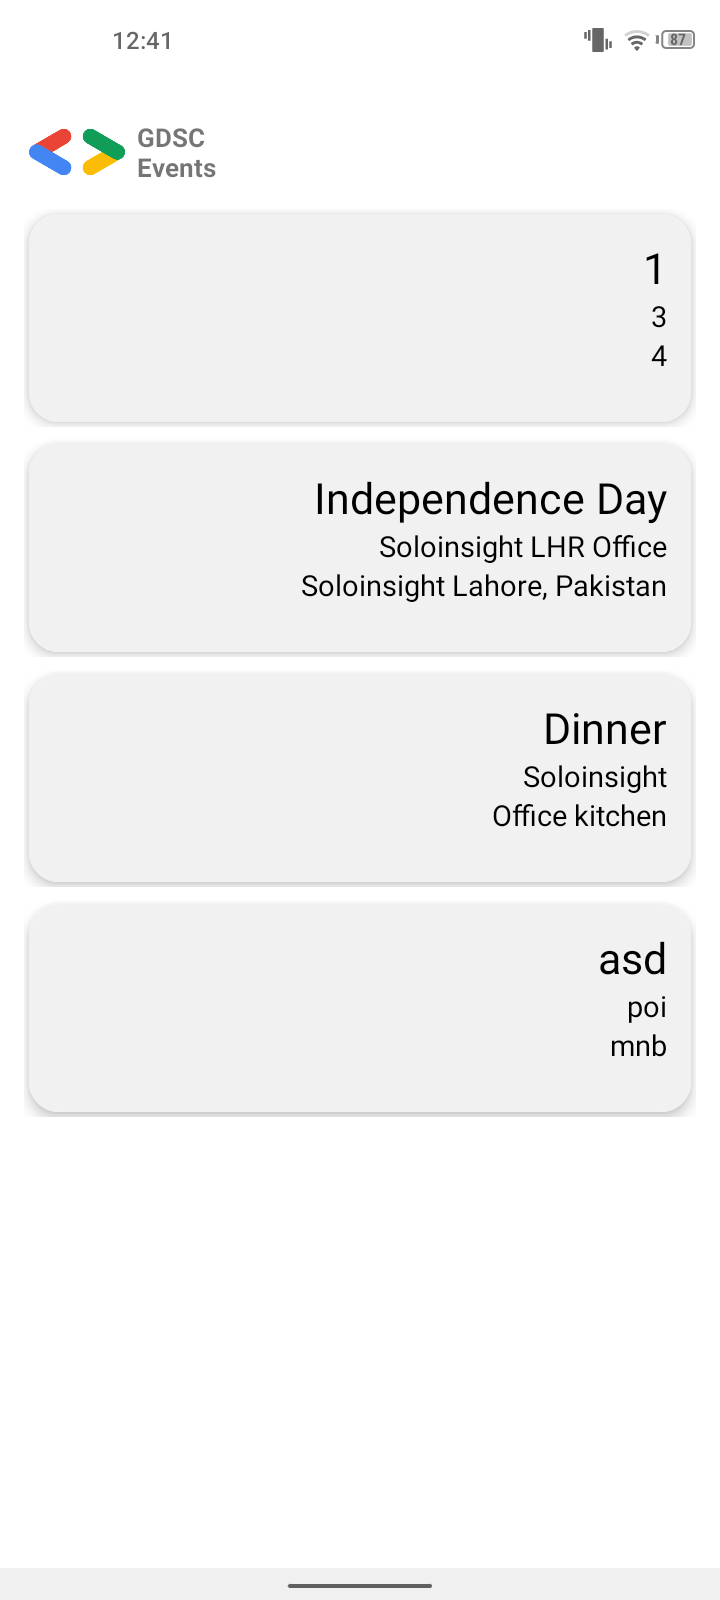 12:41
87
GDSC
Events
1
3
4
Independence Day
Soloinsight LHR Office
Soloinsight Lahore, Pakistan
Dinner
Soloinsight
Office kitchen
asd
poi
mnb